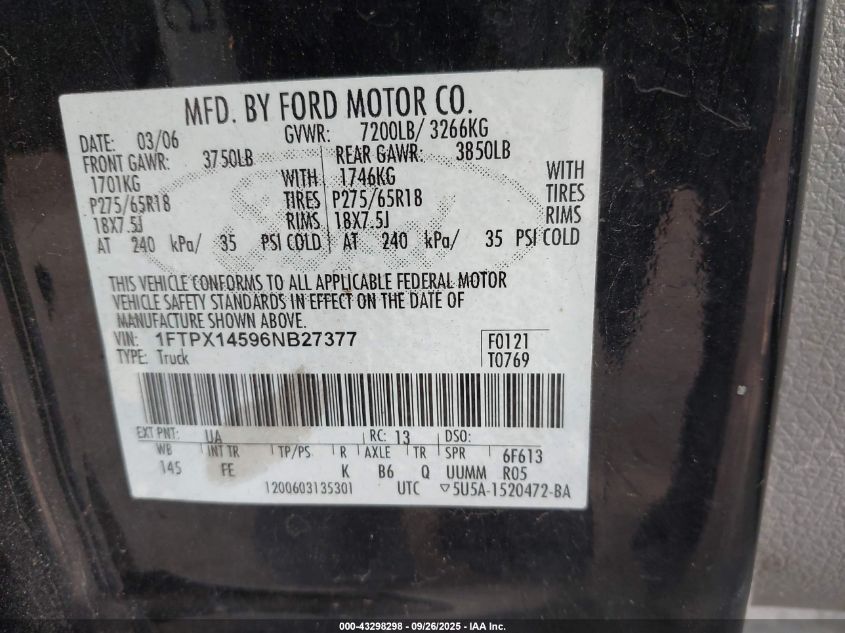 MFD. BY FORD MOTOR CO.
DATE: 03/06 GVWR: 7200LB/ 3266KG
FRONT GAWR: 3750LB REAR GAWR: 3850LB
1701KG WITH 1746KG WITH
P275/65R18 TIRES P275/65R18 TIRES
18X7.5J RIMS 18X7.5J RIMS
AT 240 kPa/ 35 PSI COLD AT 240 kPa/ 35 PSI COLD
THIS VEHICLE CONFORMS TO ALL APPLICABLE FEDERAL MOTOR
VEHICLE SAFETY STANDARDS IN EFFECT ON THE DATE OF
MANUFACTURE SHOWN ABOVE.
VIN: 1FTPX14596NB27377 F0121
TYPE: Truck T0769
EXT PNT: UA RC: 13 DSO:
WB INT TR TP/PS R AXLE TR SPR 6F613
145 FE K B6 Q UUMM R05
1200603135301 UTC ▽5U5A-1520472-BA
000-43298298 - 09/26/2025 - IAA Inc.